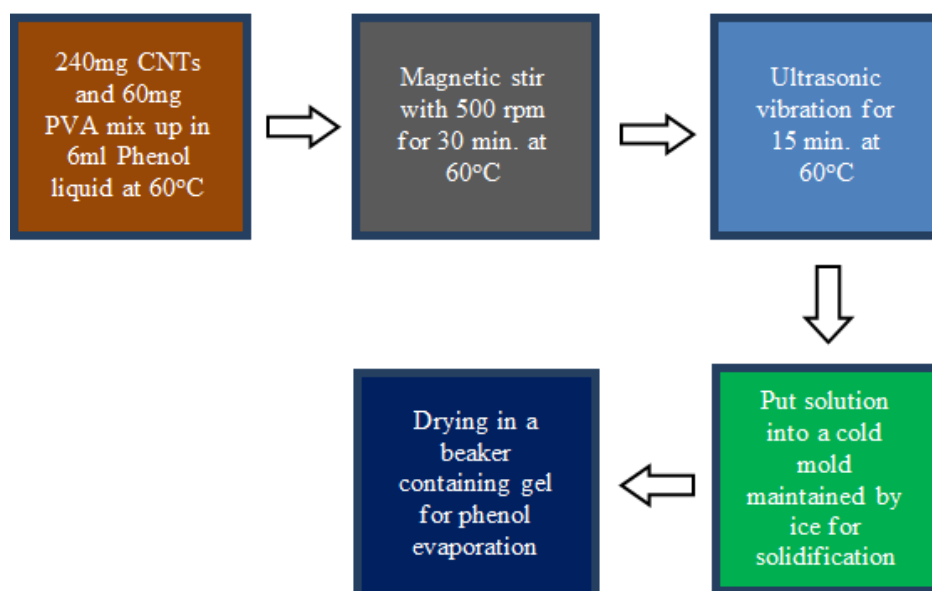 240mg CNTs
and 60mg
PVA mix up in
6ml Phenol
liquid at 60°C
Magnetic stir
with 500 rpm
for 30 min. at
60°C
Ultrasonic
vibration for
15 min. at
60°C
Put solution
into a cold
mold
maintained by
ice for
solidification
Drying in a
beaker
containing gel
for phenol
evaporation